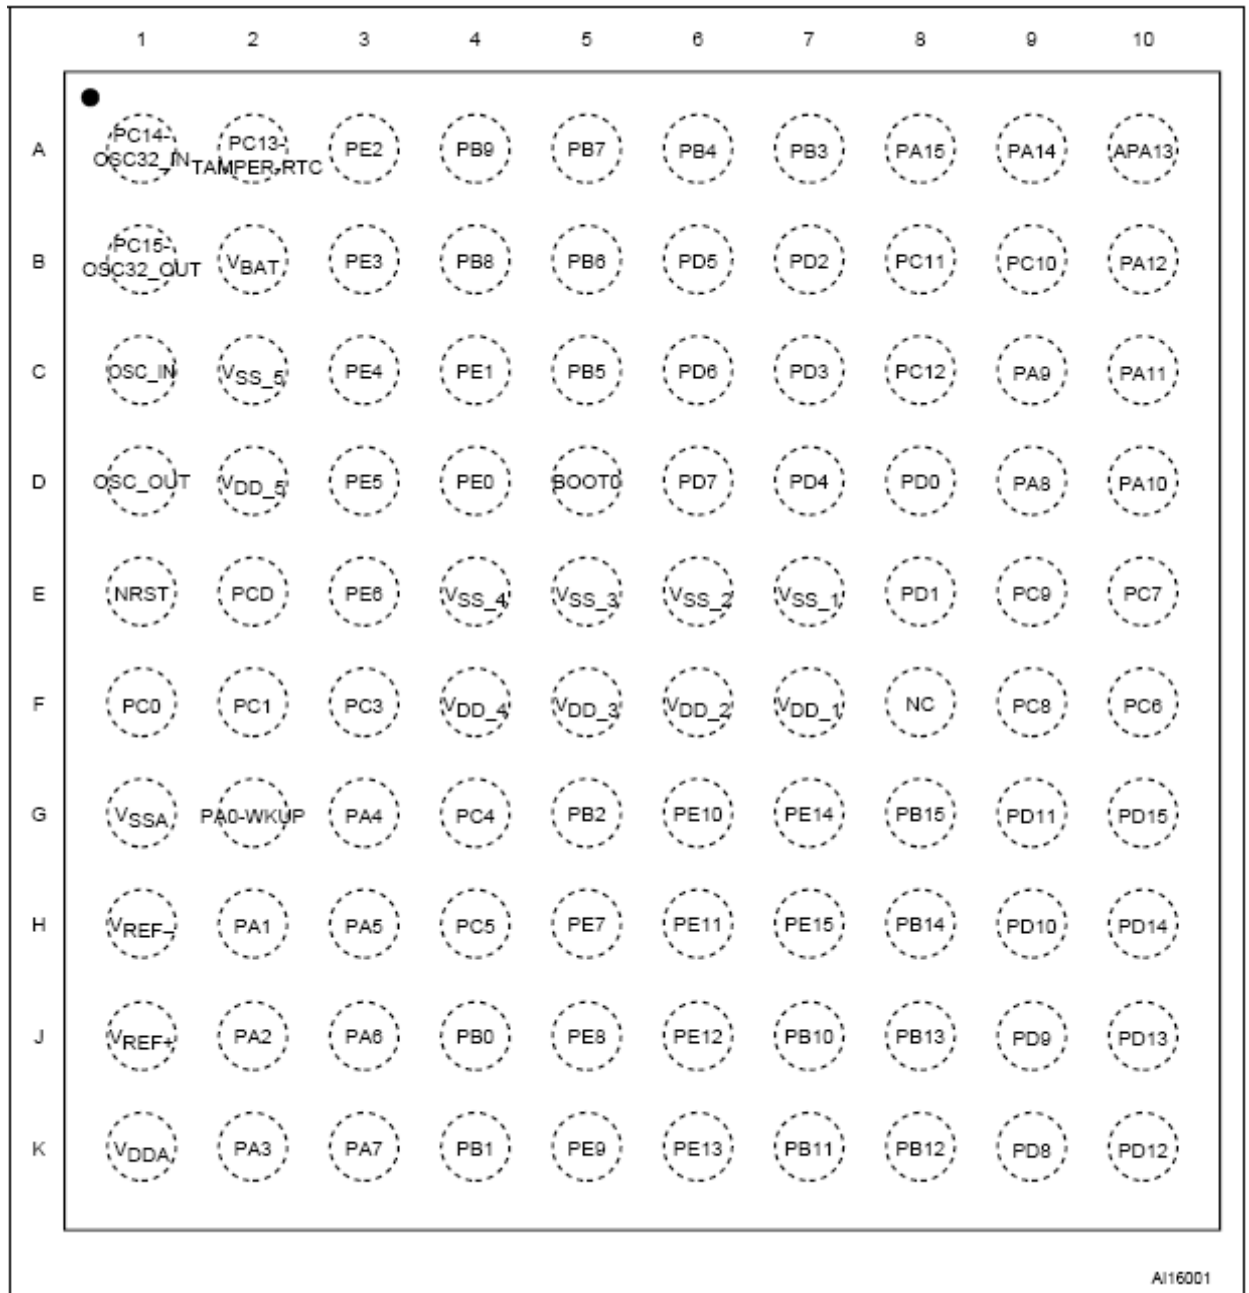 1 2 3 4 5 6 7 8 9 10
A PC14-OSC32_IN PC13-TAMPER-RTC PE2 PB9 PB7 PB4 PB3 PA15 PA14 APA13
B PC15-OSC32_OUT VBAT PE3 PB8 PB6 PD5 PD2 PC11 PC10 PA12
C OSC_IN VSS_5 PE4 PE1 PB5 PD6 PD3 PC12 PA9 PA11
D OSC_OUT VDD_5 PE5 PE0 BOOT0 PD7 PD4 PD0 PA8 PA10
E NRST PCD PE6 VSS_4 VSS_3 VSS_2 VSS_1 PD1 PC9 PC7
F PC0 PC1 PC3 VDD_4 VDD_3 VDD_2 VDD_1 NC PC8 PC6
G VSSA PA0-WKUP PA4 PC4 PB2 PE10 PE14 PB15 PD11 PD15
H VREF– PA1 PA5 PC5 PE7 PE11 PE15 PB14 PD10 PD14
J VREF+ PA2 PA6 PB0 PE8 PE12 PB10 PB13 PD9 PD13
K VDDA PA3 PA7 PB1 PE9 PE13 PB11 PB12 PD8 PD12
AI16001